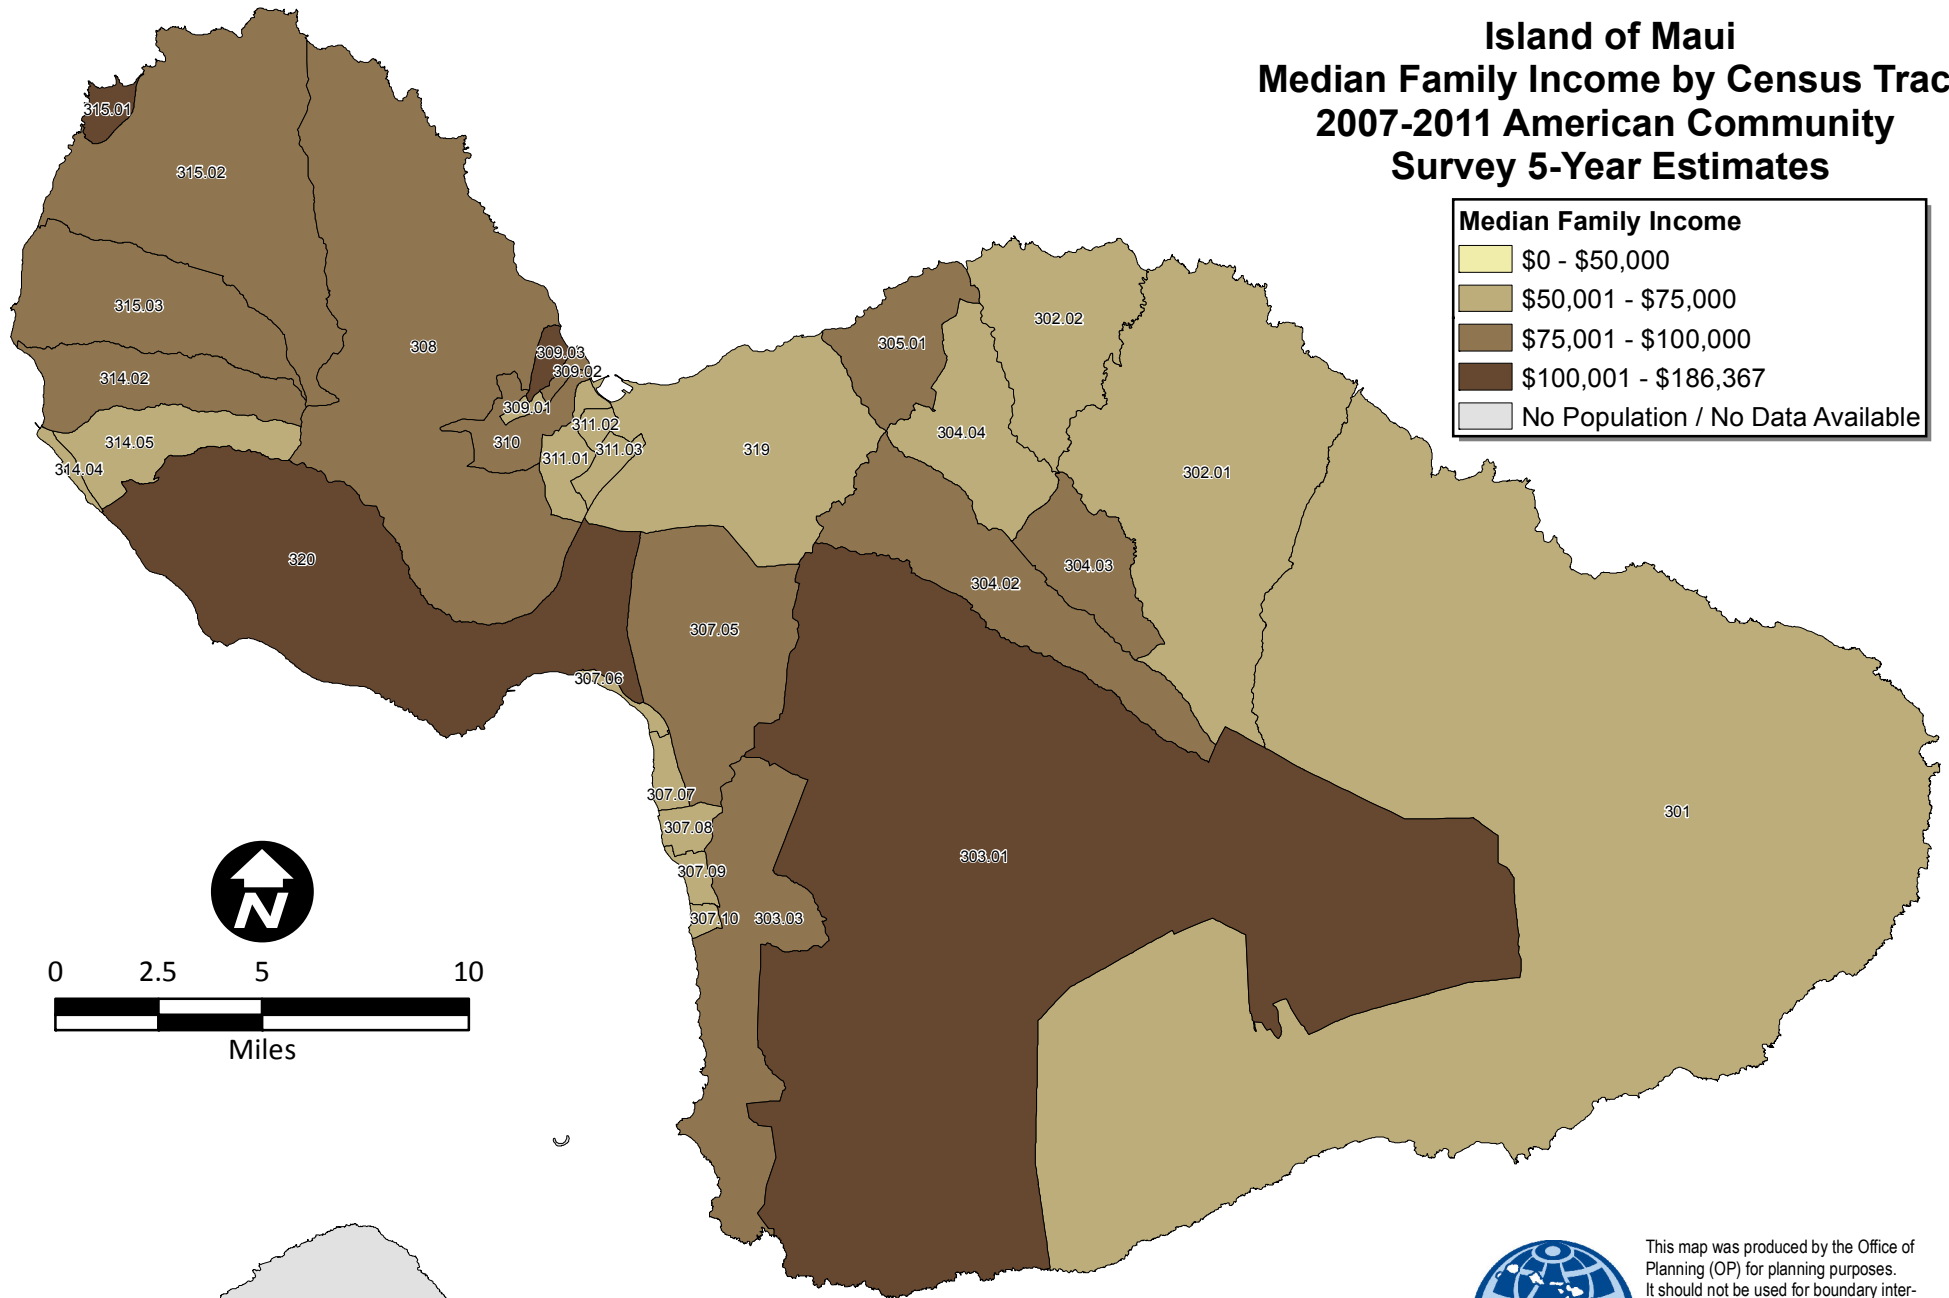 Island of Maui
Median Family Income by Census Trac
2007-2011 American Community
Survey 5-Year Estimates
Median Family Income
$0 - $50,000
$50,001 - $75,000
$75,001 - $100,000
$100,001 - $186,367
No Population / No Data Available
315.01
315.02
315.03
308
314.02
314.05
314.04
309.03
309.02
309.01
310
311.02
311.01
311.03
319
305.01
302.02
304.04
302.01
304.03
304.02
320
307.05
307.06
307.07
307.08
307.09
307.10
303.03
303.01
301
N
0 2.5 5 10
Miles
This map was produced by the Office of
Planning (OP) for planning purposes.
It should not be used for boundary inter-